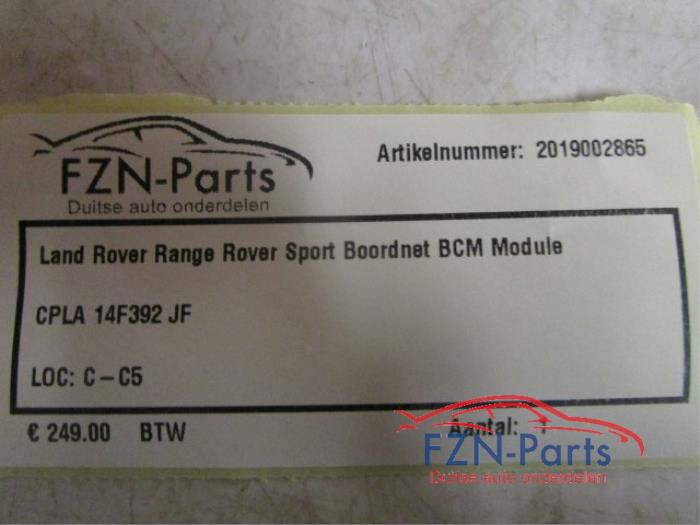 FZN-Parts
Duitse auto onderdelen
Artikelnummer: 2019002865
Land Rover Range Rover Sport Boordnet BCM Module
CPLA 14F392 JF
LOC: C-C5
€ 249.00 BTW
Aantal: 1
FZN-Parts
Duitse auto onderdelen